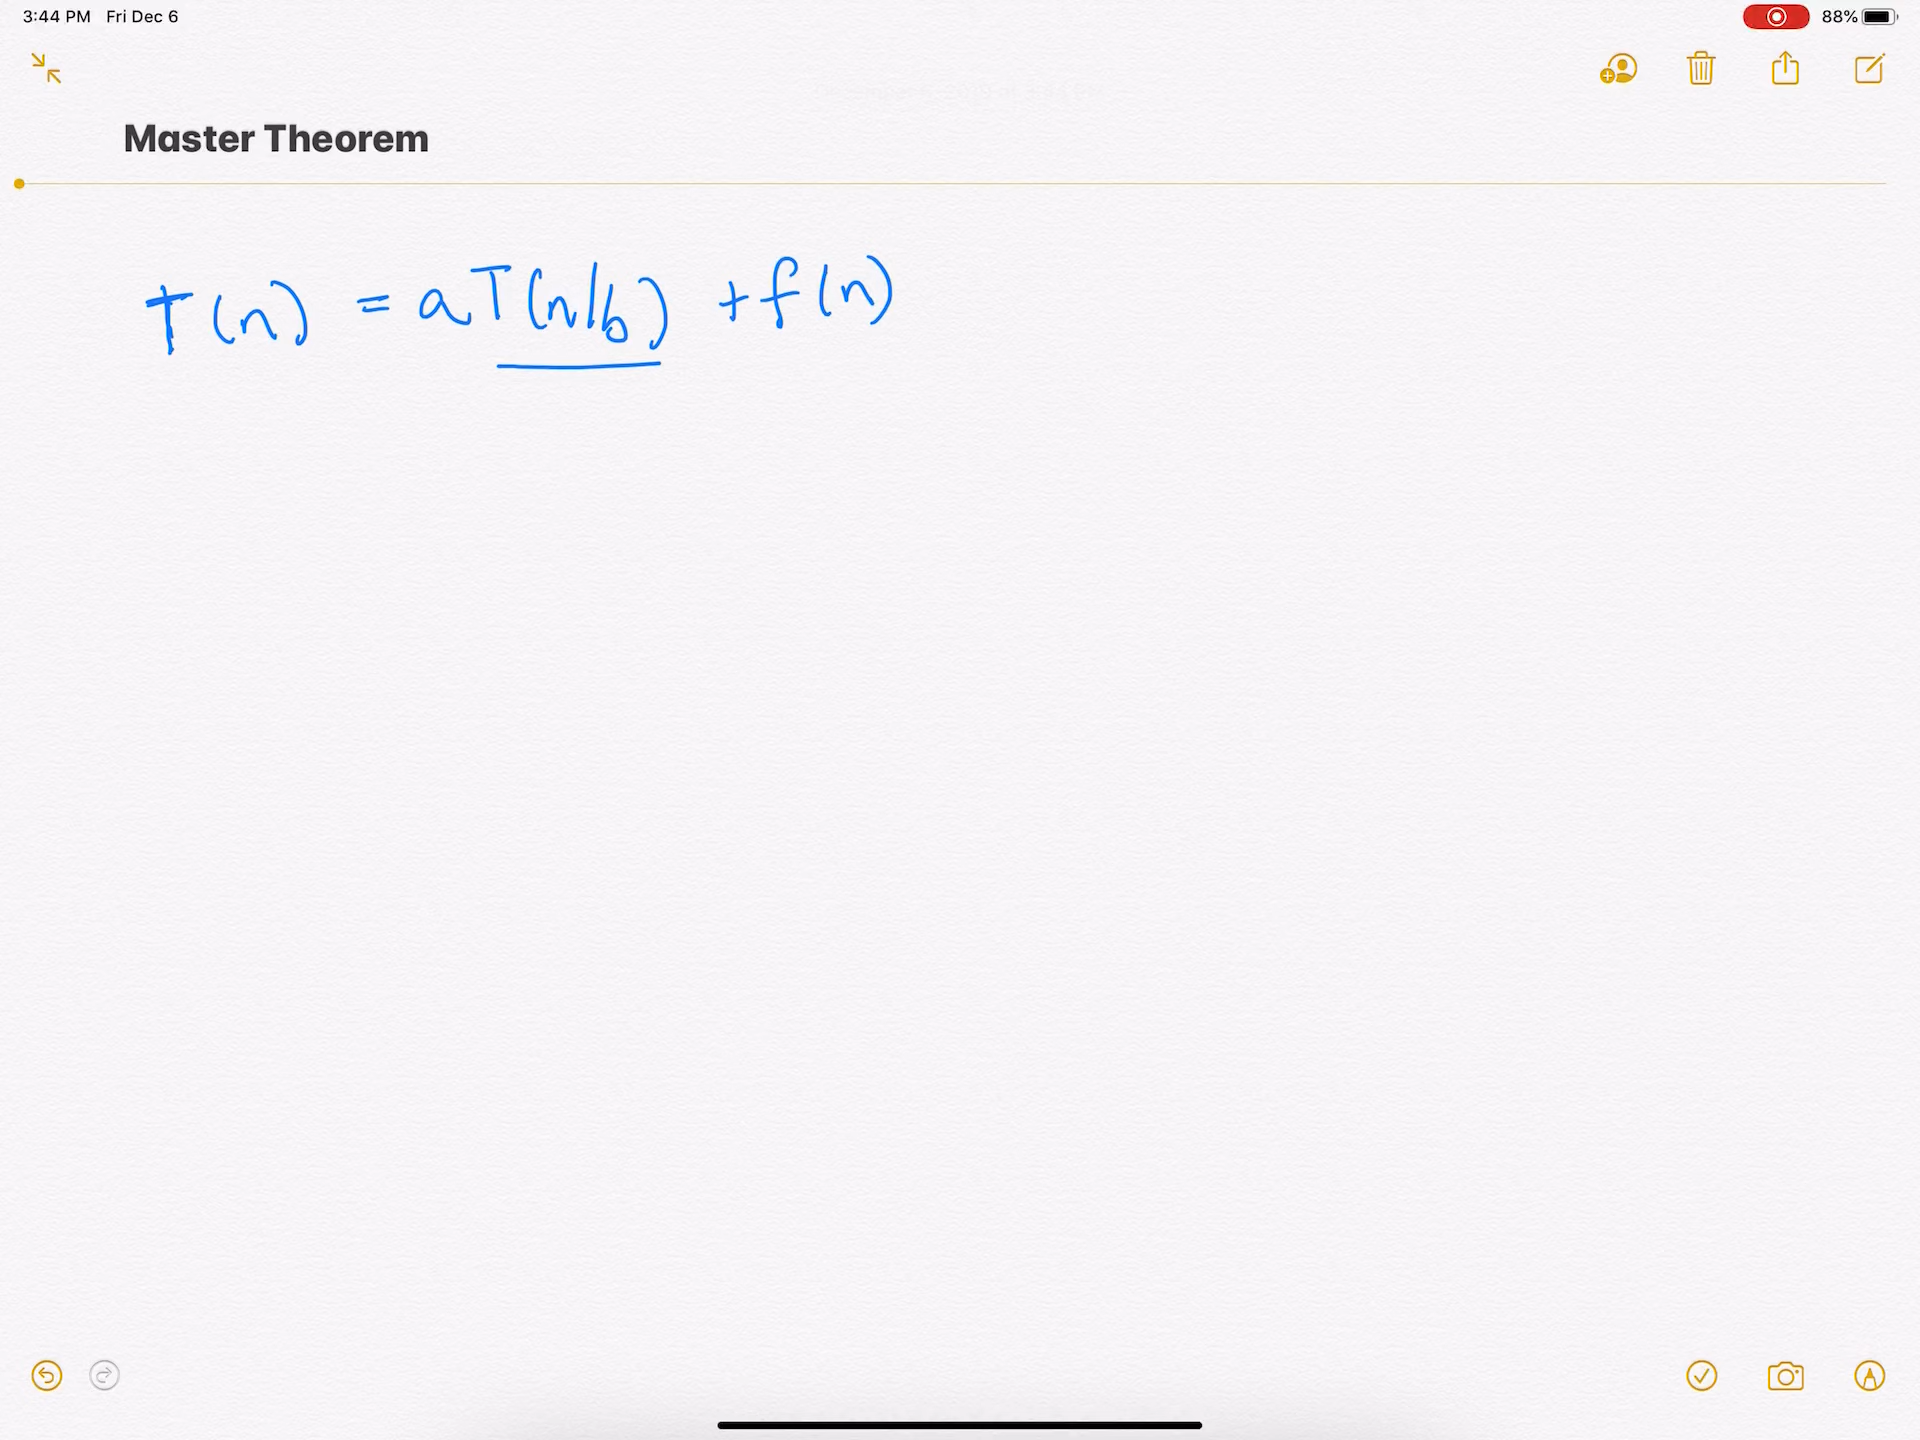 3:44 PM Fri Dec 6 88%
Master Theorem
T(n) = aT(n/b) + f(n)